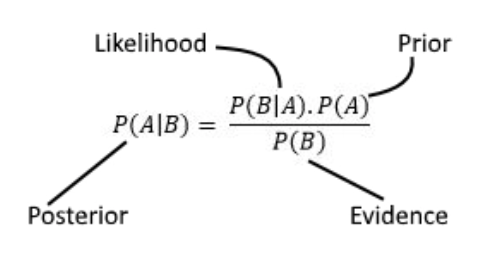 Likelihood
Prior
P(A|B) = P(B|A). P(A)
P(B)
Posterior
Evidence